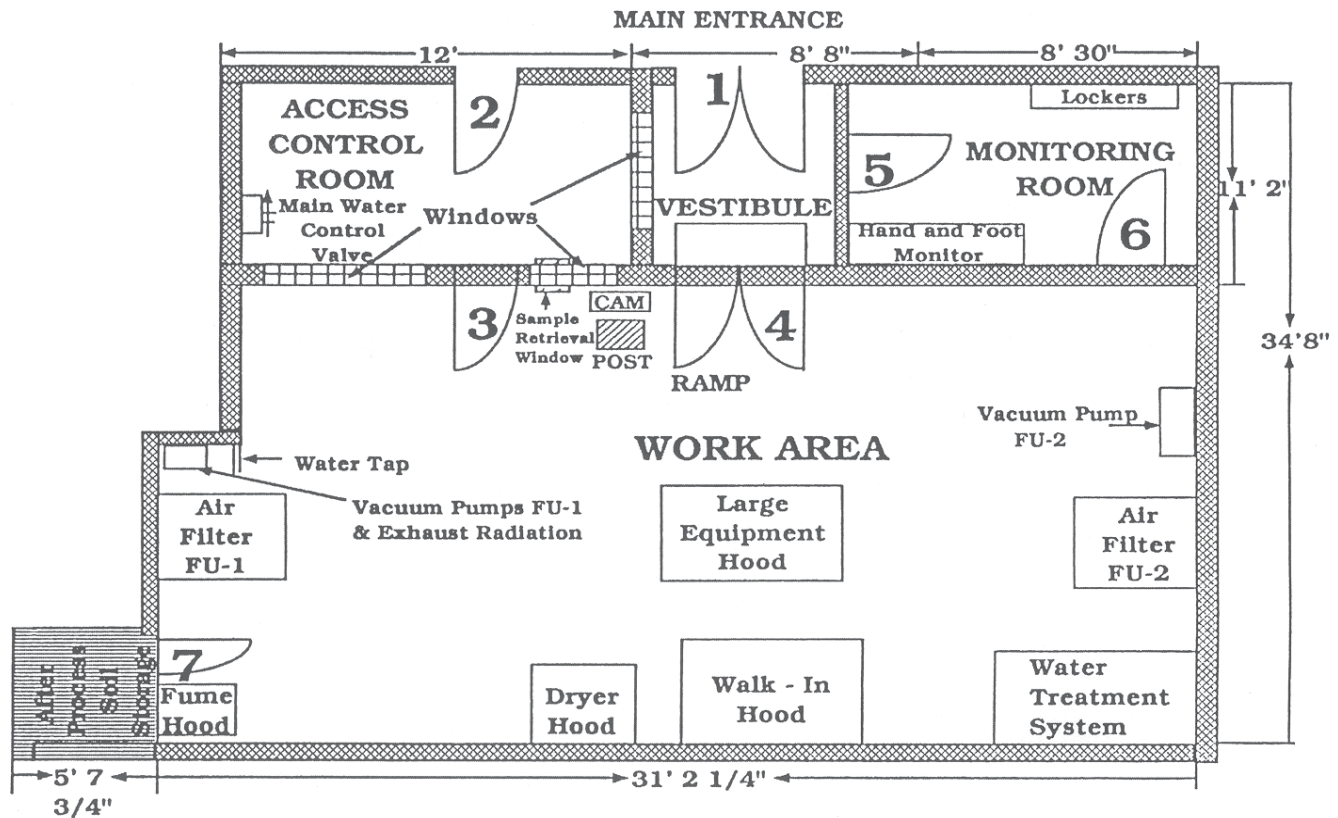 MAIN ENTRANCE
12'
8' 8"
8' 30"
1
2
Lockers
ACCESS
CONTROL
ROOM
Main Water
Control
Valve
Windows
VESTIBULE
5
MONITORING
ROOM
11' 2"
Hand and Foot
Monitor
6
3
Sample
Retrieval
Window
CAM
POST
4
RAMP
34'8"
Vacuum Pump
FU-2
WORK AREA
Water Tap
Vacuum Pumps FU-1
& Exhaust Radiation
Air
Filter
FU-1
Large
Equipment
Hood
Air
Filter
FU-2
After
Process
Soil
Storage
7
Fume
Hood
Dryer
Hood
Walk - In
Hood
Water
Treatment
System
5' 7
3/4"
31' 2 1/4"